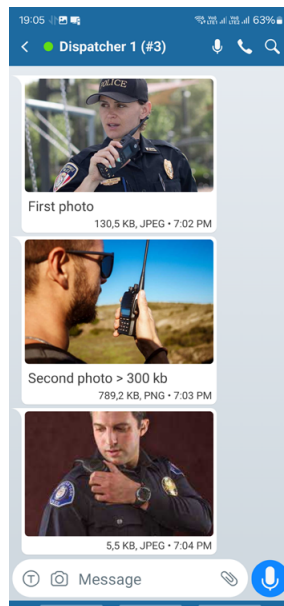 19:05 63%
Dispatcher 1 (#3)
POLICE
First photo
130,5 KB, JPEG • 7:02 PM
Second photo > 300 kb
789,2 KB, PNG • 7:03 PM
5,5 KB, JPEG • 7:04 PM
T Message